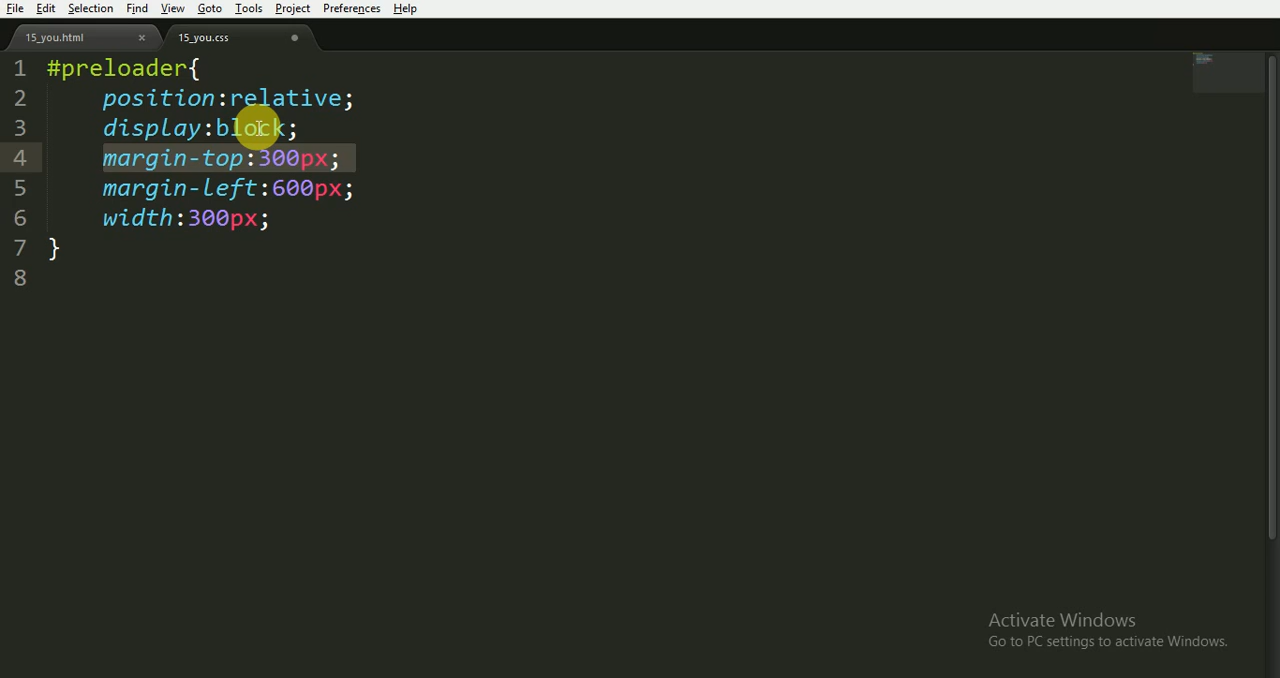 File Edit Selection Find View Goto Tools Project Preferences Help
15_you.html × 15_you.css
1 #preloader{
2 position:relative;
3 display:block;
4 margin-top:300px;
5 margin-left:600px;
6 width:300px;
7 }
8
Activate Windows
Go to PC settings to activate Windows.